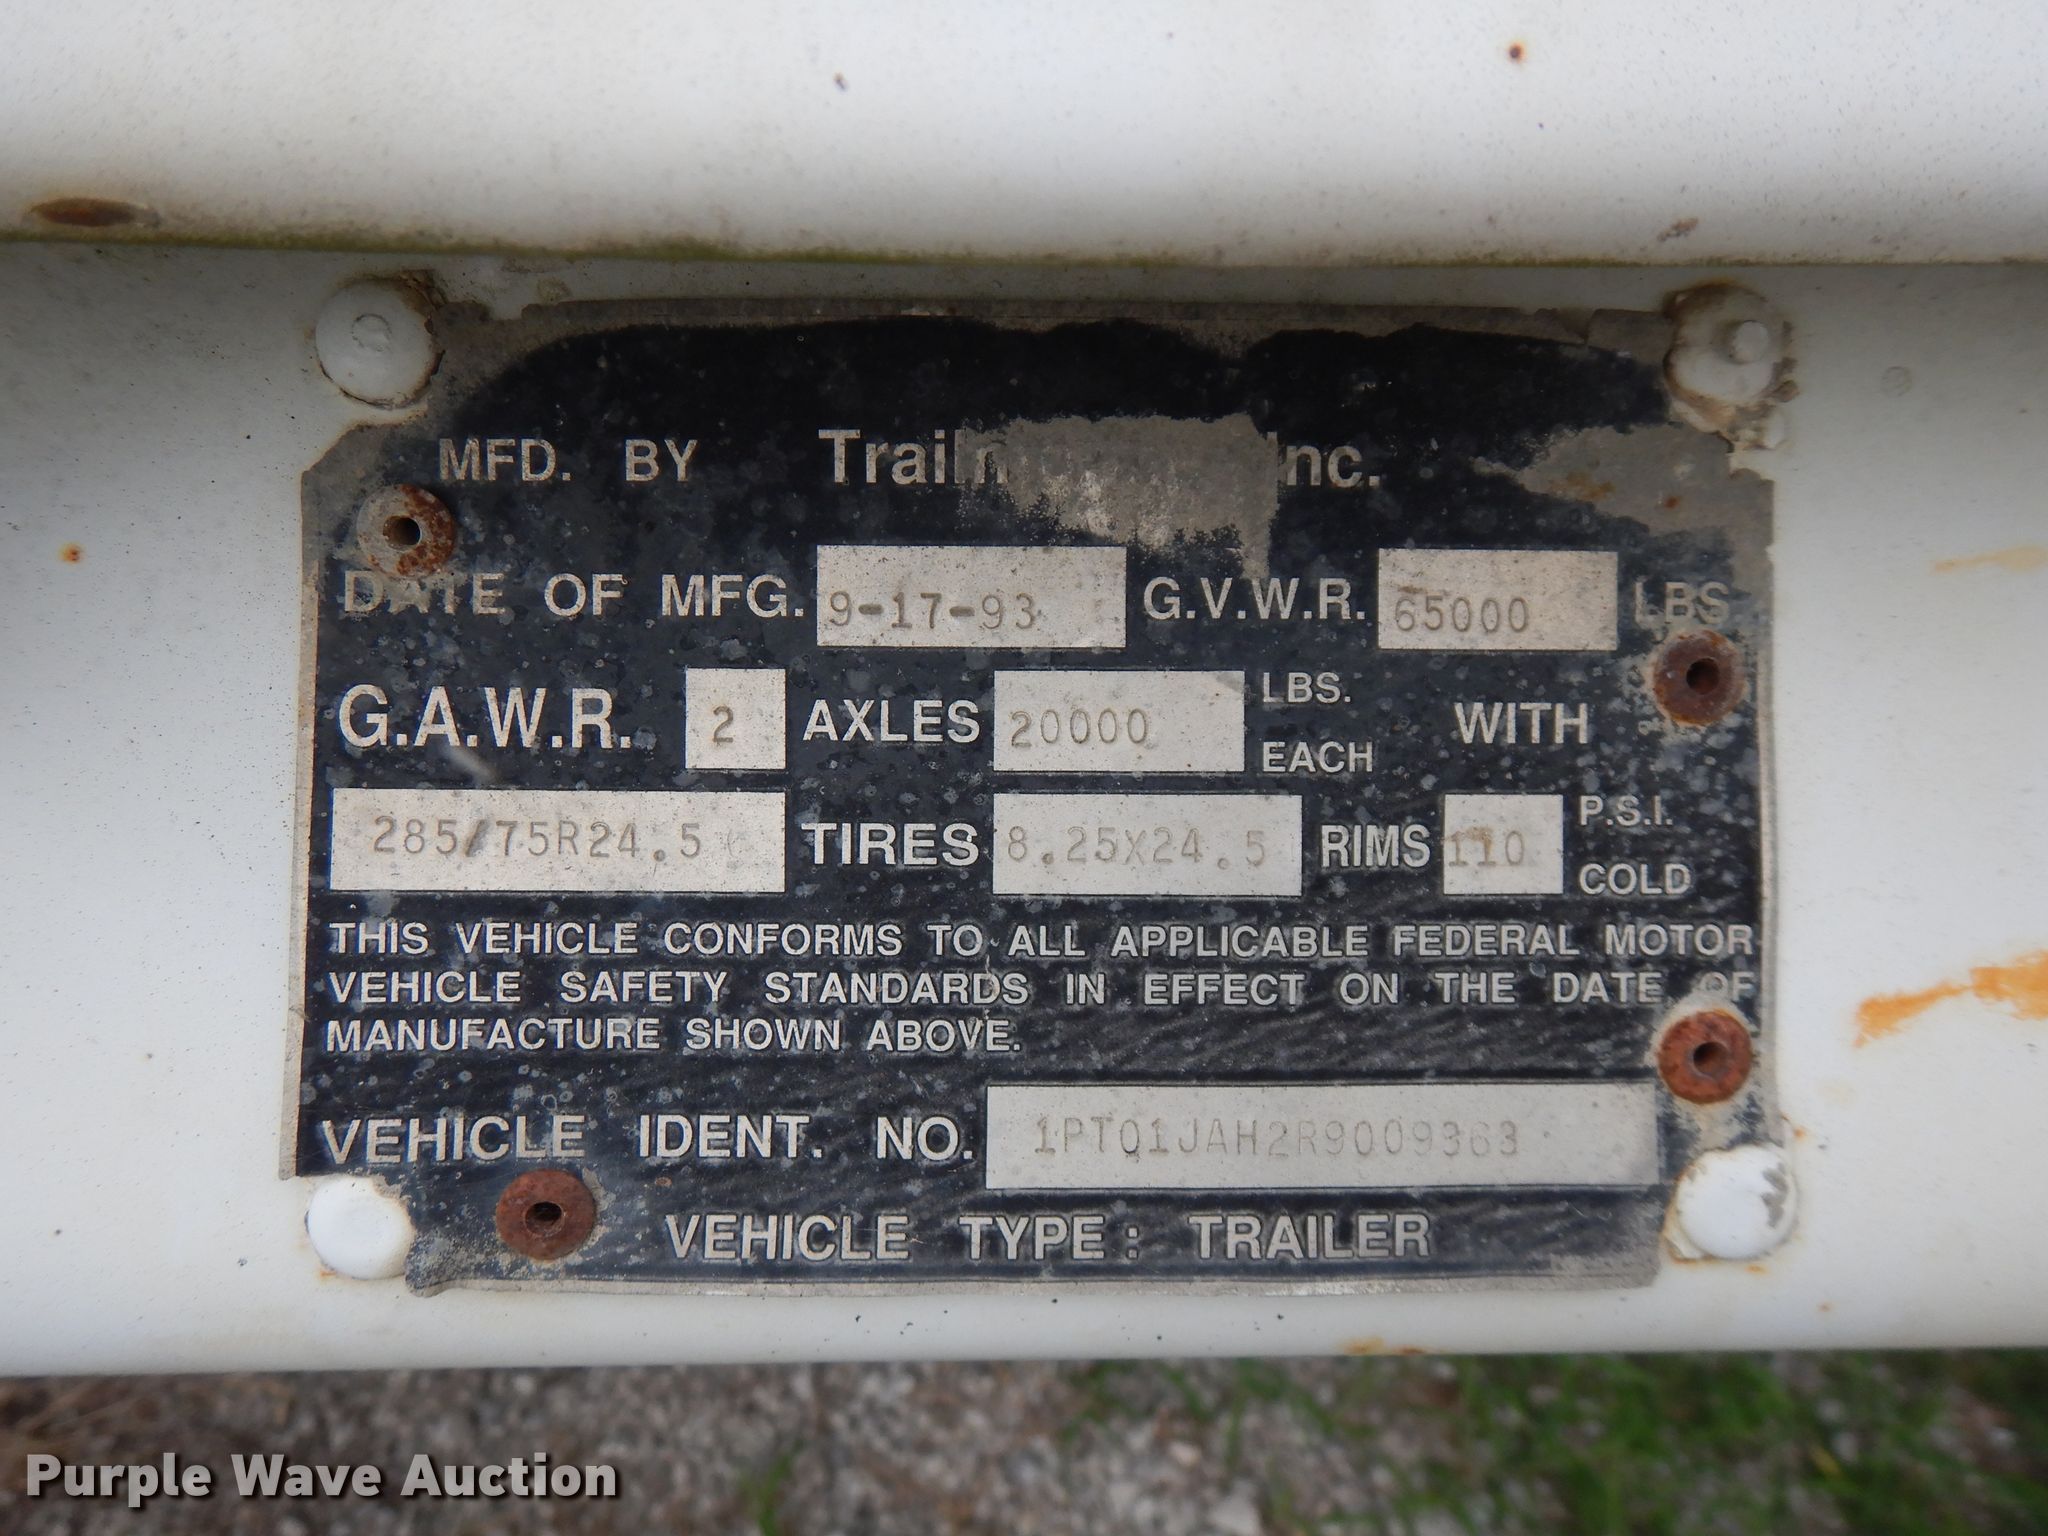 MFD. BY Inc.
DATE OF MFG. 9-17-93 G.V.W.R. 65000 LBS
G.A.W.R. 2 AXLES 20000 LBS. EACH WITH
285/75R24.5 TIRES 8.25X24.5 RIMS 110 P.S.I. COLD
THIS VEHICLE CONFORMS TO ALL APPLICABLE FEDERAL MOTOR
VEHICLE SAFETY STANDARDS IN EFFECT ON THE DATE OF
MANUFACTURE SHOWN ABOVE.
VEHICLE IDENT. NO. 1PT01JAH2R9009363
VEHICLE TYPE: TRAILER
Purple Wave Auction